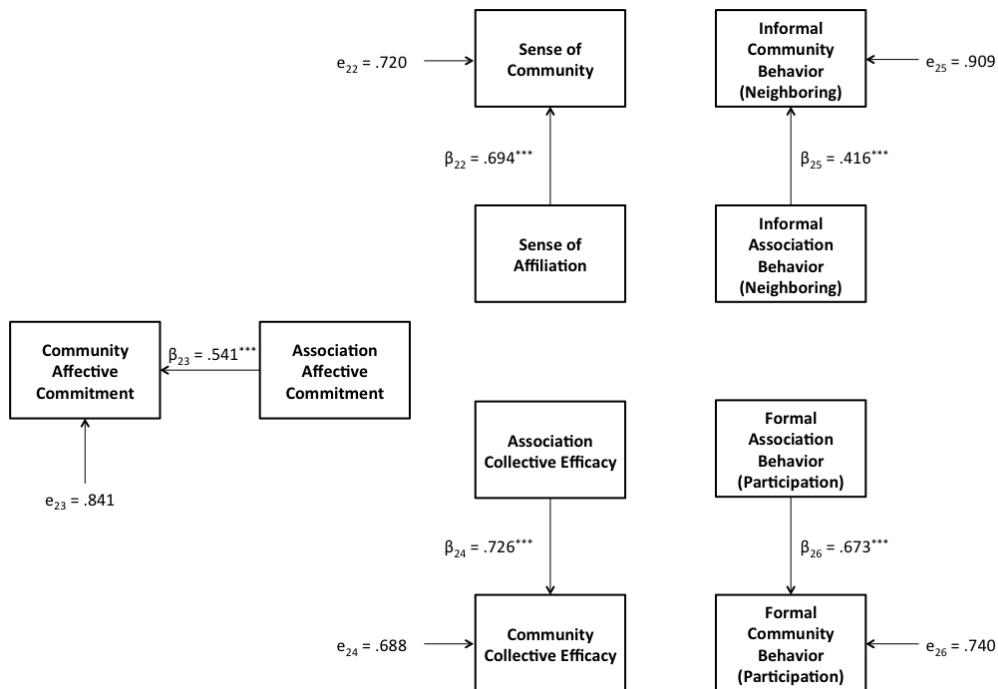 Sense of
Community
e22 = .720
β22 = .694***
Sense of
Affiliation
Informal
Community
Behavior
(Neighboring)
e25 = .909
β25 = .416***
Informal
Association
Behavior
(Neighboring)
Community
Affective
Commitment
β23 = .541***
Association
Affective
Commitment
e23 = .841
Association
Collective Efficacy
β24 = .726***
e24 = .688
Community
Collective Efficacy
Formal
Association
Behavior
(Participation)
β26 = .673***
Formal
Community
Behavior
(Participation)
e26 = .740